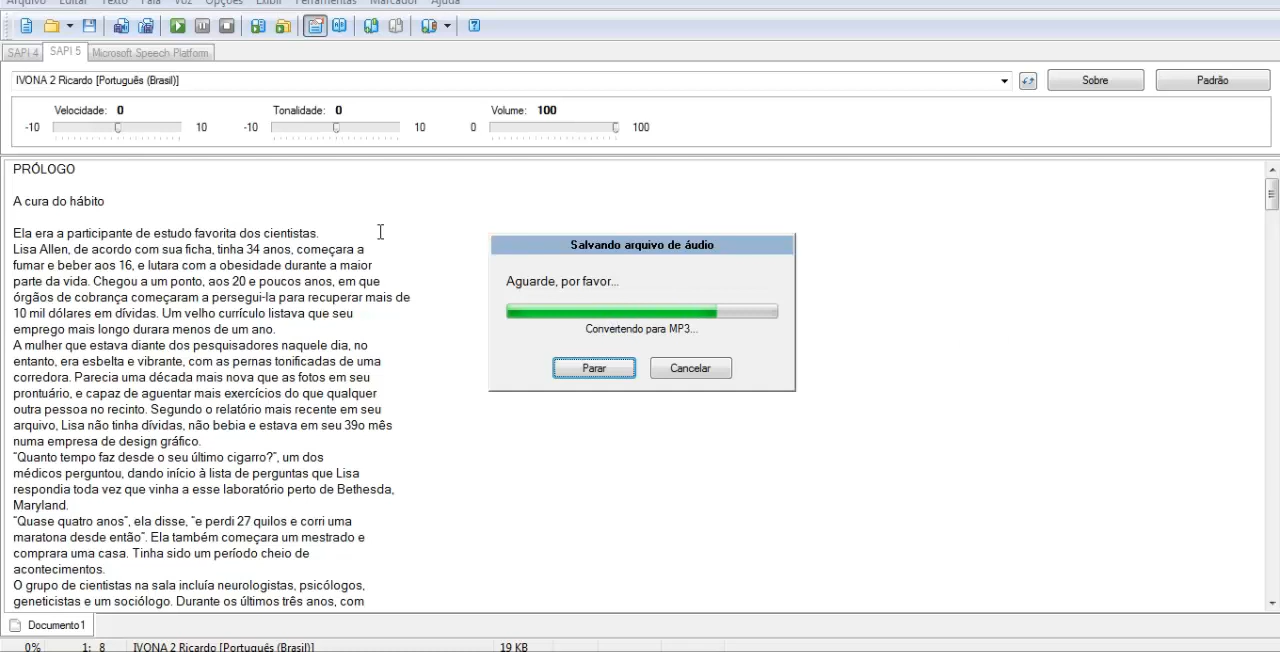 Arquivo Editar Texto Fala Voz Opções Exibir Ferramentas Marcador Ajuda
SAPI 4 SAPI 5 Microsoft Speech Platform
IVONA 2 Ricardo [Português (Brasil)] Sobre Padrão
Velocidade: 0 Tonalidade: 0 Volume: 100
-10 10 -10 10 0 100
PRÓLOGO
A cura do hábito
Ela era a participante de estudo favorita dos cientistas.
Lisa Allen, de acordo com sua ficha, tinha 34 anos, começara a
fumar e beber aos 16, e lutara com a obesidade durante a maior
parte da vida. Chegou a um ponto, aos 20 e poucos anos, em que
órgãos de cobrança começaram a persegui-la para recuperar mais de
10 mil dólares em dívidas. Um velho currículo listava que seu
emprego mais longo durara menos de um ano.
A mulher que estava diante dos pesquisadores naquele dia, no
entanto, era esbelta e vibrante, com as pernas tonificadas de uma
corredora. Parecia uma década mais nova que as fotos em seu
prontuário, e capaz de aguentar mais exercícios do que qualquer
outra pessoa no recinto. Segundo o relatório mais recente em seu
arquivo, Lisa não tinha dívidas, não bebia e estava em seu 39o mês
numa empresa de design gráfico.
“Quanto tempo faz desde o seu último cigarro?”, um dos
médicos perguntou, dando início à lista de perguntas que Lisa
respondia toda vez que vinha a esse laboratório perto de Bethesda,
Maryland.
“Quase quatro anos”, ela disse, “e perdi 27 quilos e corri uma
maratona desde então”. Ela também começara um mestrado e
comprara uma casa. Tinha sido um período cheio de
acontecimentos.
O grupo de cientistas na sala incluía neurologistas, psicólogos,
geneticistas e um sociólogo. Durante os últimos três anos, com
Salvando arquivo de áudio
Aguarde, por favor...
Convertendo para MP3...
Parar Cancelar
Documento1
0% 1: 8 IVONA 2 Ricardo [Português (Brasil)] 19 KB